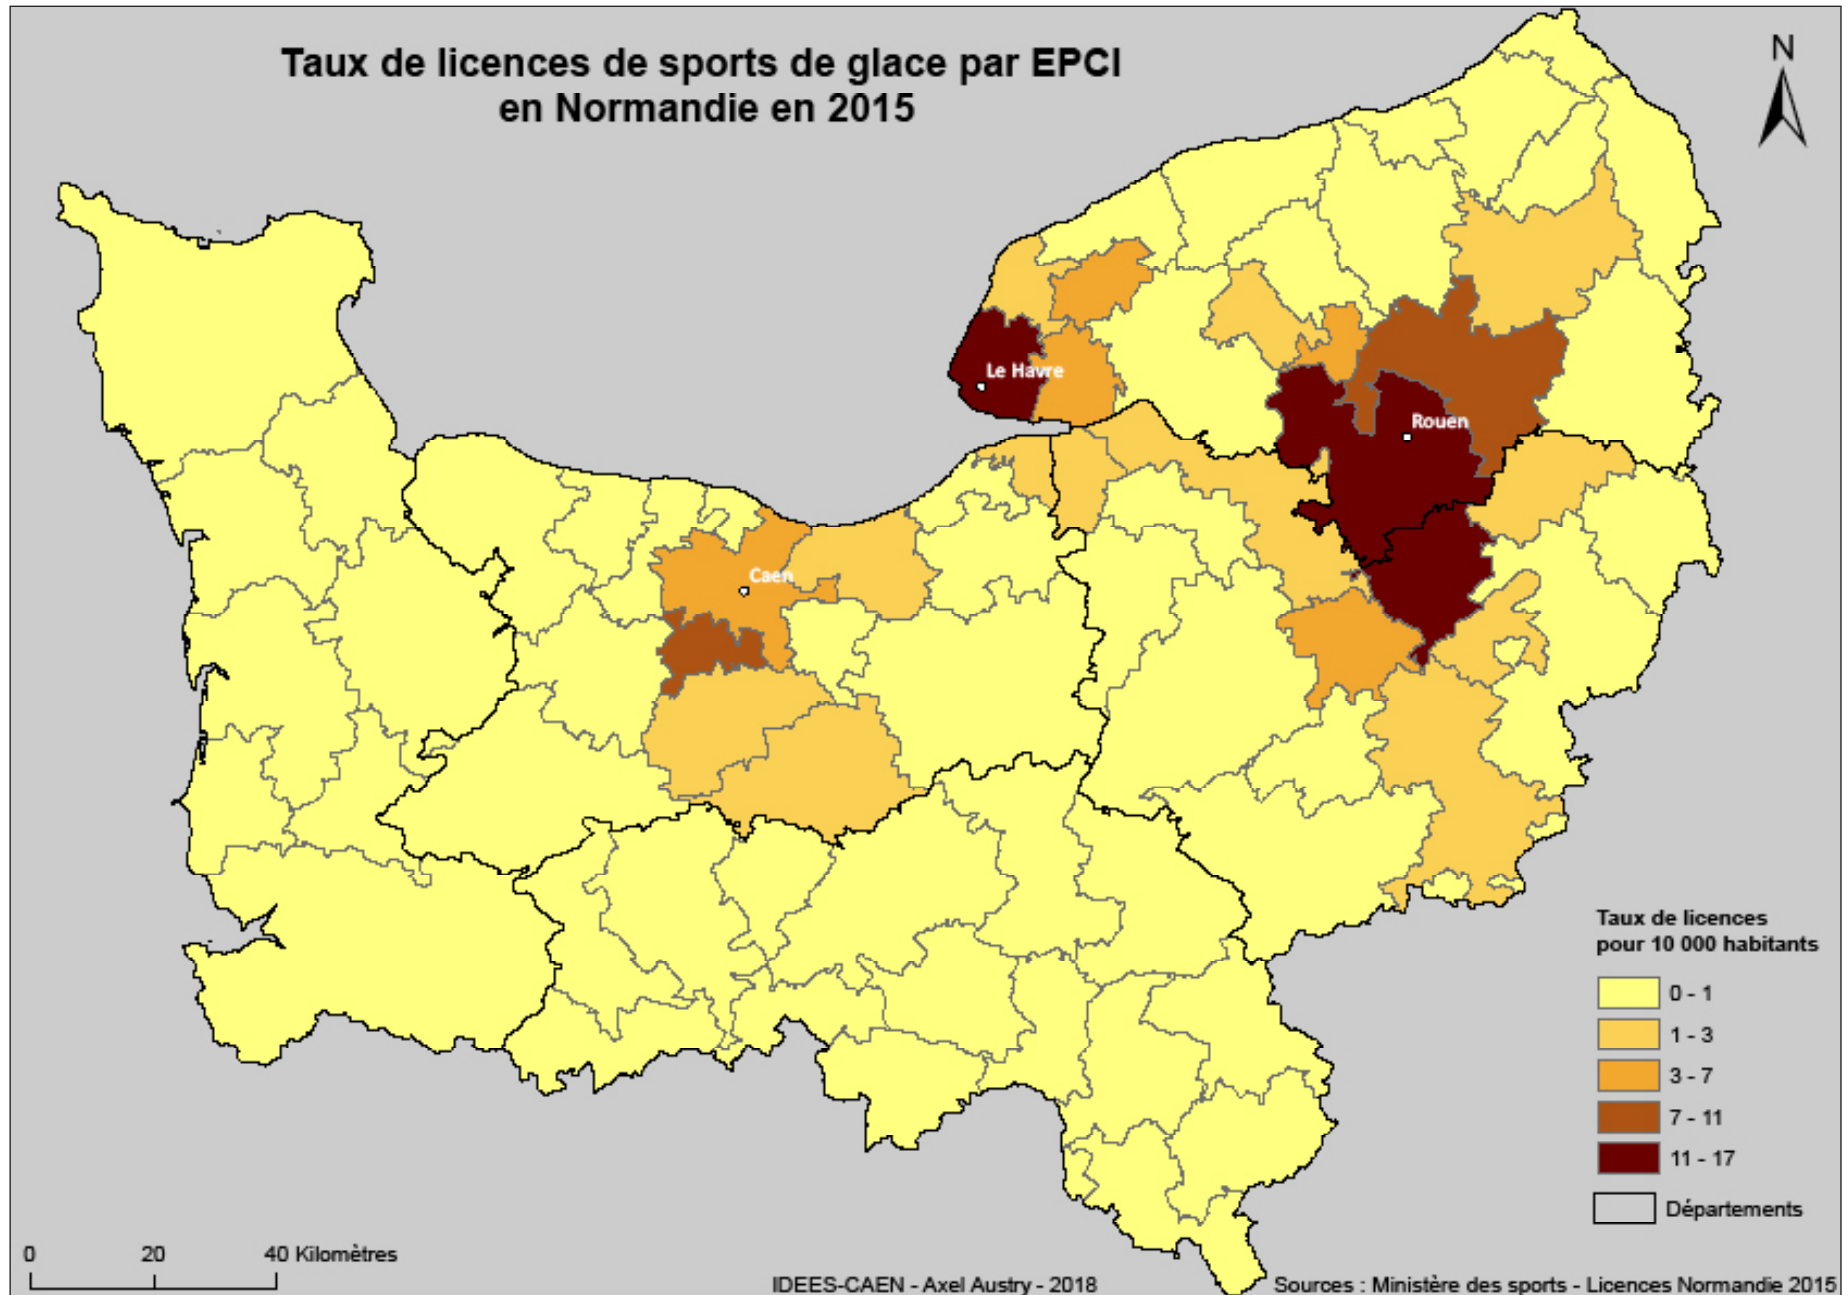 Taux de licences de sports de glace par EPCI
en Normandie en 2015
N
Le Havre
Rouen
Caen
Taux de licences
pour 10 000 habitants
0 - 1
1 - 3
3 - 7
7 - 11
11 - 17
Départements
0 20 40 Kilomètres
IDEES-CAEN - Axel Austry - 2018
Sources : Ministère des sports - Licences Normandie 2015